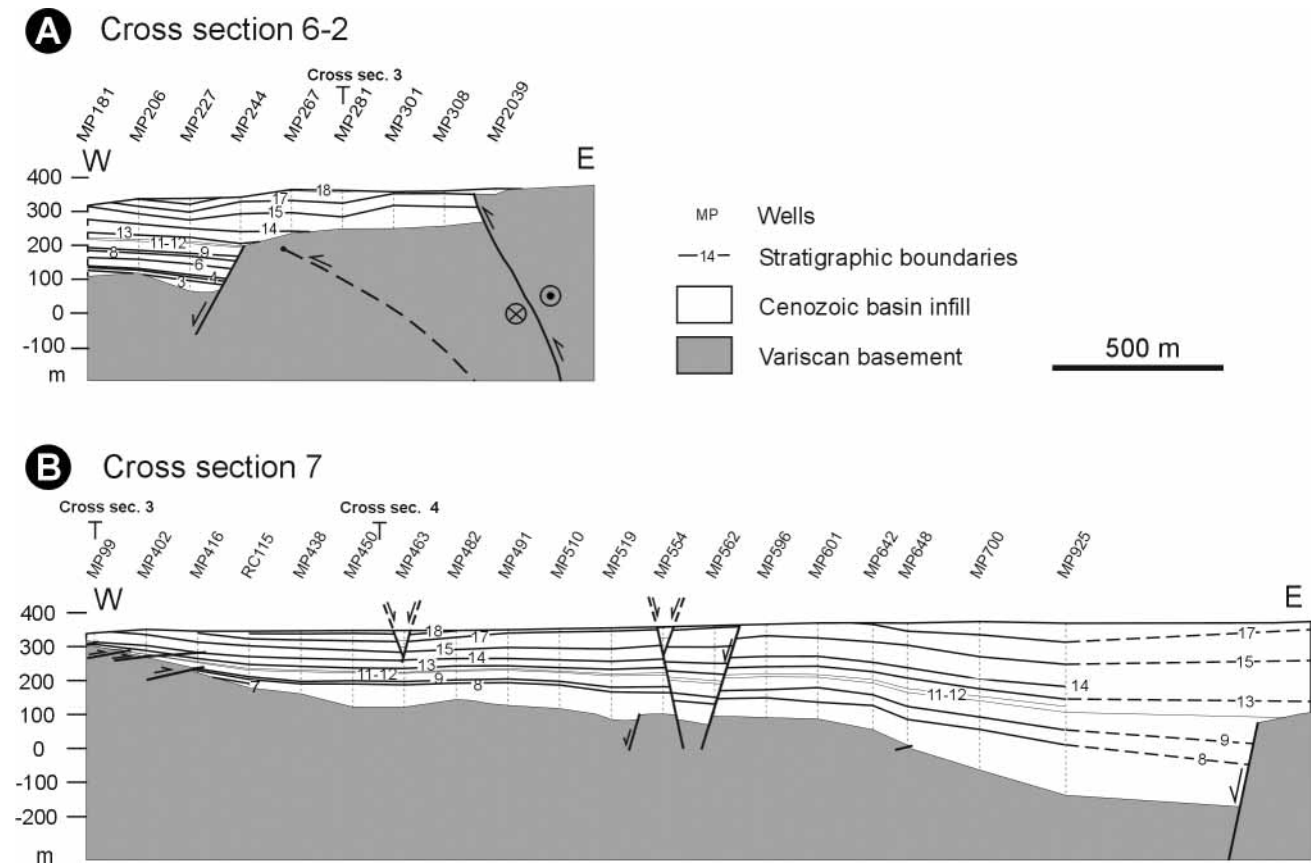 A Cross section 6-2
Cross sec. 3
MP181 MP206 MP227 MP244 MP267 MP281 MP301 MP308 MP2039
W E
400
300
200
100
0
-100
m
18
17
15
14
13
11-12
9
8
6
4
3
MP Wells
14 Stratigraphic boundaries
Cenozoic basin infill
Variscan basement
500 m
B Cross section 7
Cross sec. 3 Cross sec. 4
MP99 MP402 MP416 RC115 MP438 MP450 MP463 MP482 MP491 MP510 MP519 MP554 MP562 MP596 MP601 MP642 MP648 MP700 MP925
W E
400
300
200
100
0
-100
-200
m
18
17
15
14
13
11-12
9
8
7
11-12
14
17
15
13
9
8